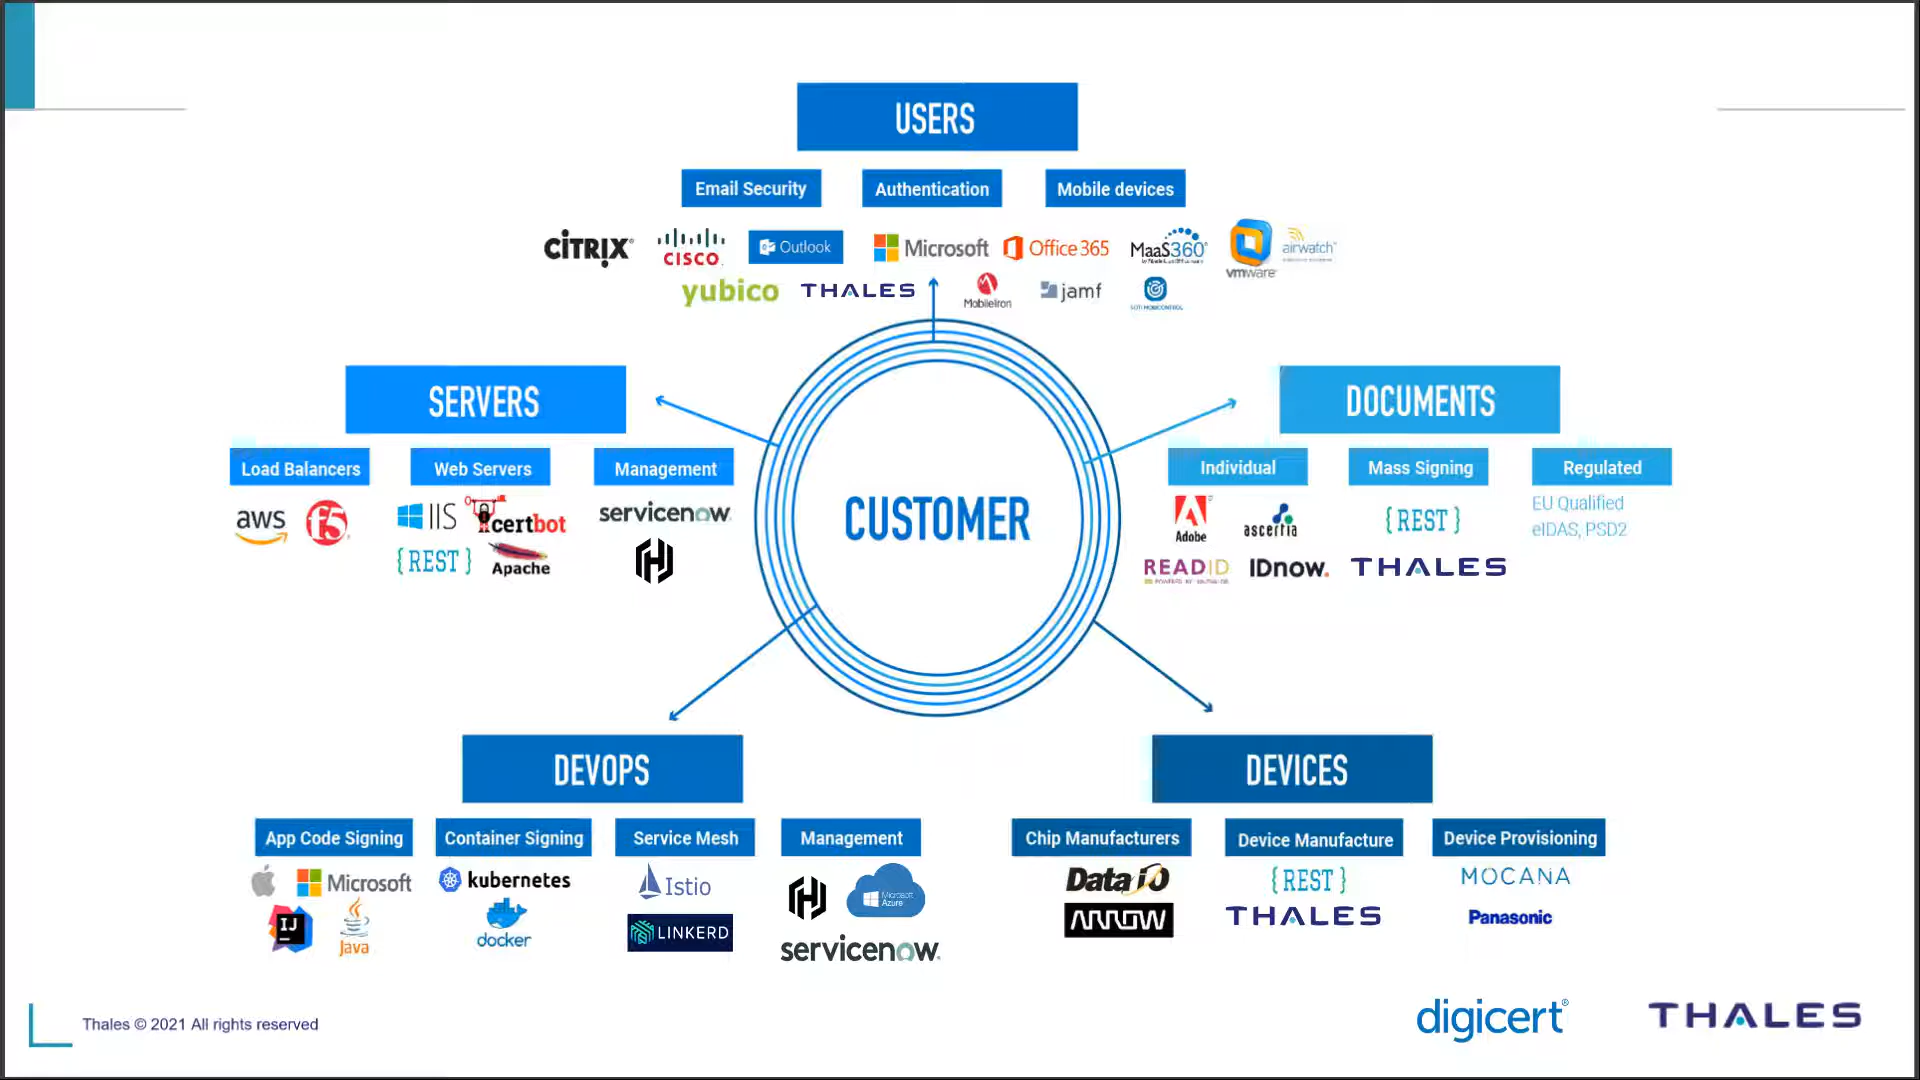 USERS
Email Security
Authentication
Mobile devices
CITRIX
CISCO
Outlook
Microsoft
Office 365
MaaS360
vmware
airwatch
yubico
THALES
MobileIron
jamf
SERVERS
DOCUMENTS
Load Balancers
Web Servers
Management
Individual
Mass Signing
Regulated
aws
f5
IIS
certbot
servicenow
{REST}
Apache
CUSTOMER
Adobe
ascertia
{REST}
EU Qualified
eIDAS, PSD2
READID
IDnow.
THALES
DEVOPS
DEVICES
App Code Signing
Container Signing
Service Mesh
Management
Chip Manufacturers
Device Manufacture
Device Provisioning
Microsoft
IJ
Java
kubernetes
docker
Istio
LINKERD
Microsoft
Azure
servicenow
Data iO
ARROW
{REST}
THALES
MOCANA
Panasonic
Thales © 2021 All rights reserved
digicert®
THALES